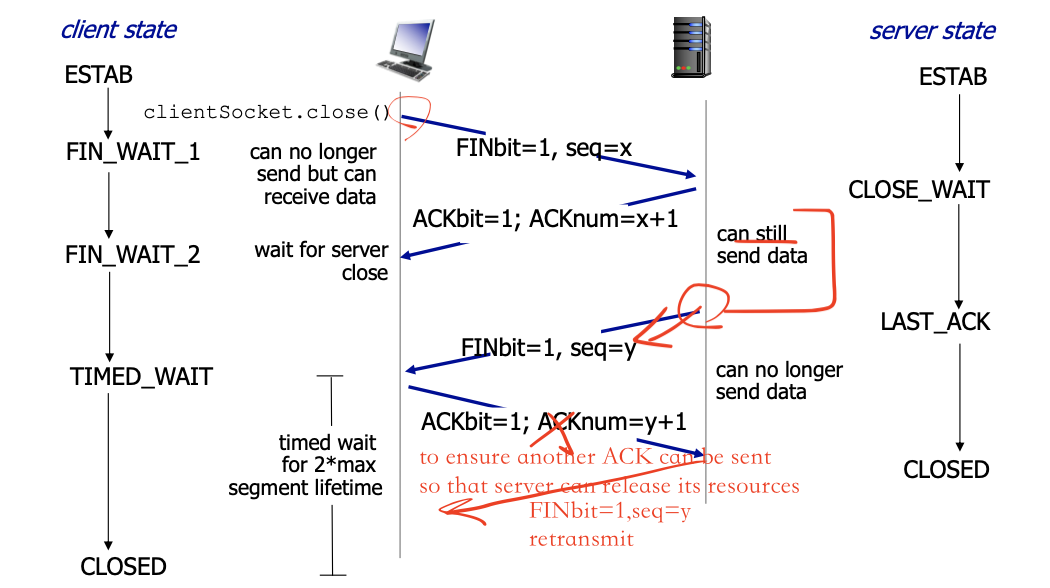 client state
server state
ESTAB
ESTAB
clientSocket.close()
FIN_WAIT_1
can no longer
send but can
receive data
FINbit=1, seq=x
CLOSE_WAIT
ACKbit=1; ACKnum=x+1
can still
send data
FIN_WAIT_2
wait for server
close
LAST_ACK
FINbit=1, seq=y
TIMED_WAIT
can no longer
send data
ACKbit=1; ACKnum=y+1
timed wait
for 2*max
segment lifetime
to ensure another ACK can be sent
so that server can release its resources
FINbit=1,seq=y
retransmit
CLOSED
CLOSED